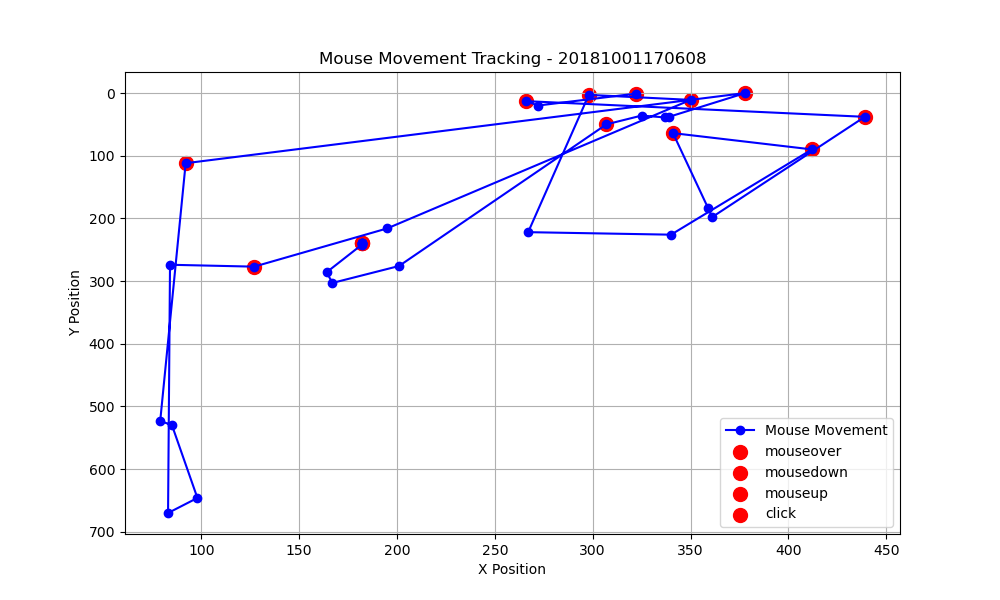 Mouse Movement Tracking - 20181001170608
0
100
200
300
400
500
600
700
Y Position
100
150
200
250
300
350
400
450
X Position
Mouse Movement
mouseover
mousedown
mouseup
click